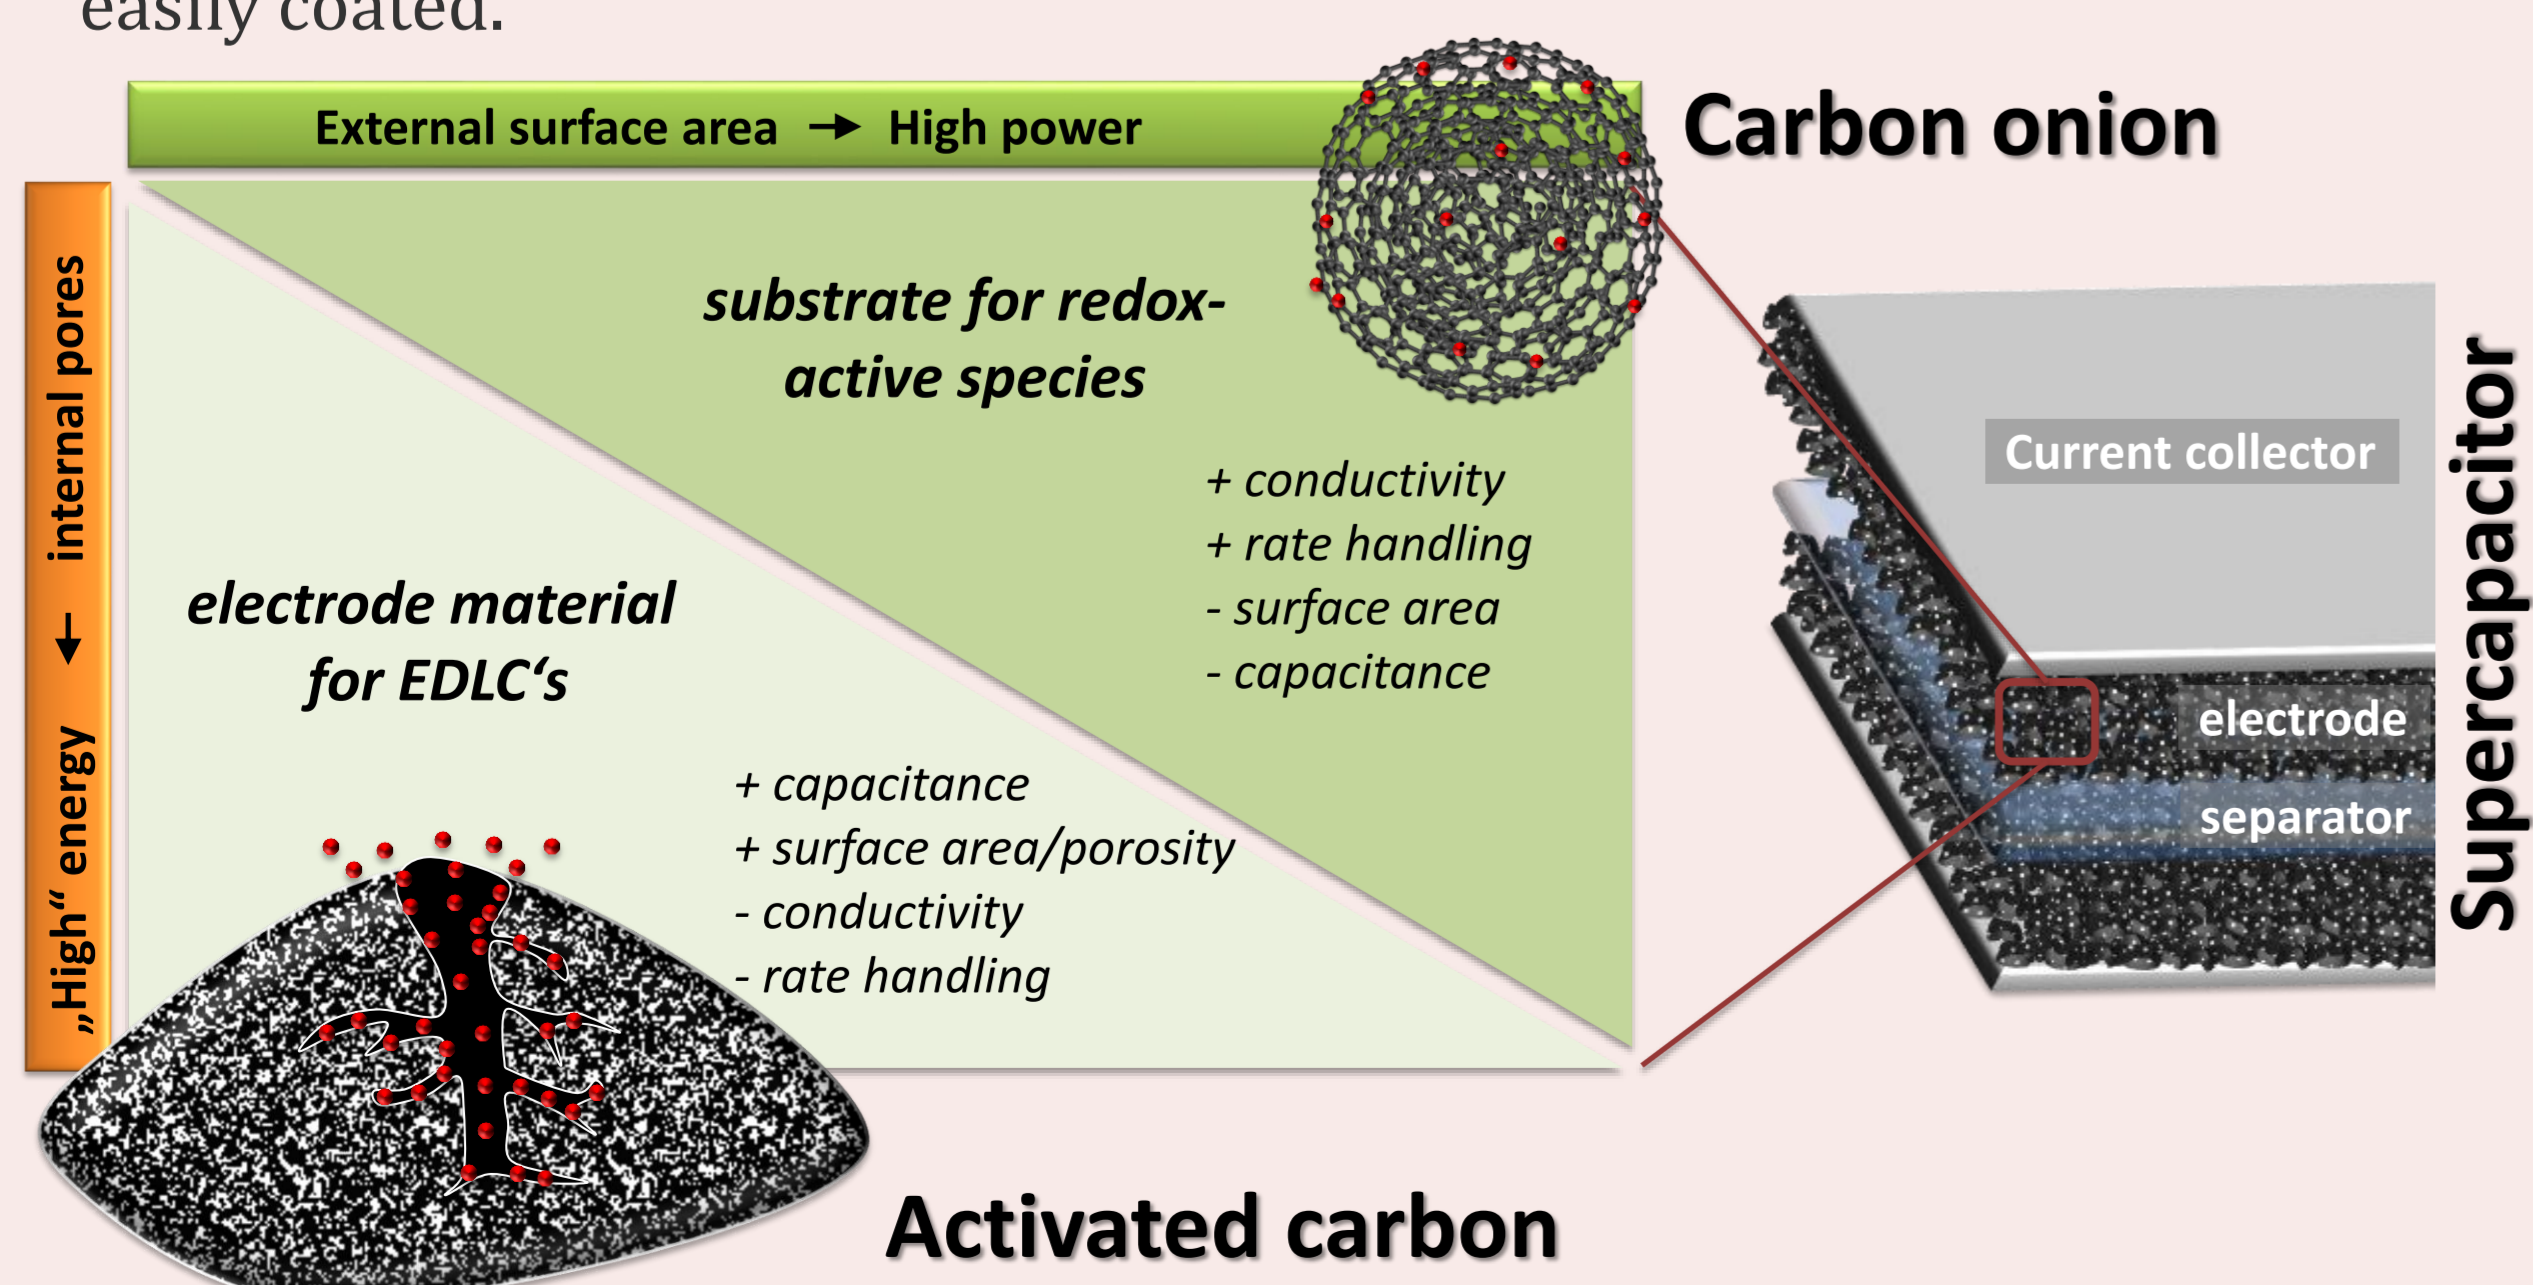 easily coated.
External surface area → High power
Carbon onion
„High“ energy ← internal pores
substrate for redox-
active species
+ conductivity
+ rate handling
- surface area
- capacitance
electrode material
for EDLC‘s
+ capacitance
+ surface area/porosity
- conductivity
- rate handling
Activated carbon
Current collector
electrode
separator
Supercapacitor